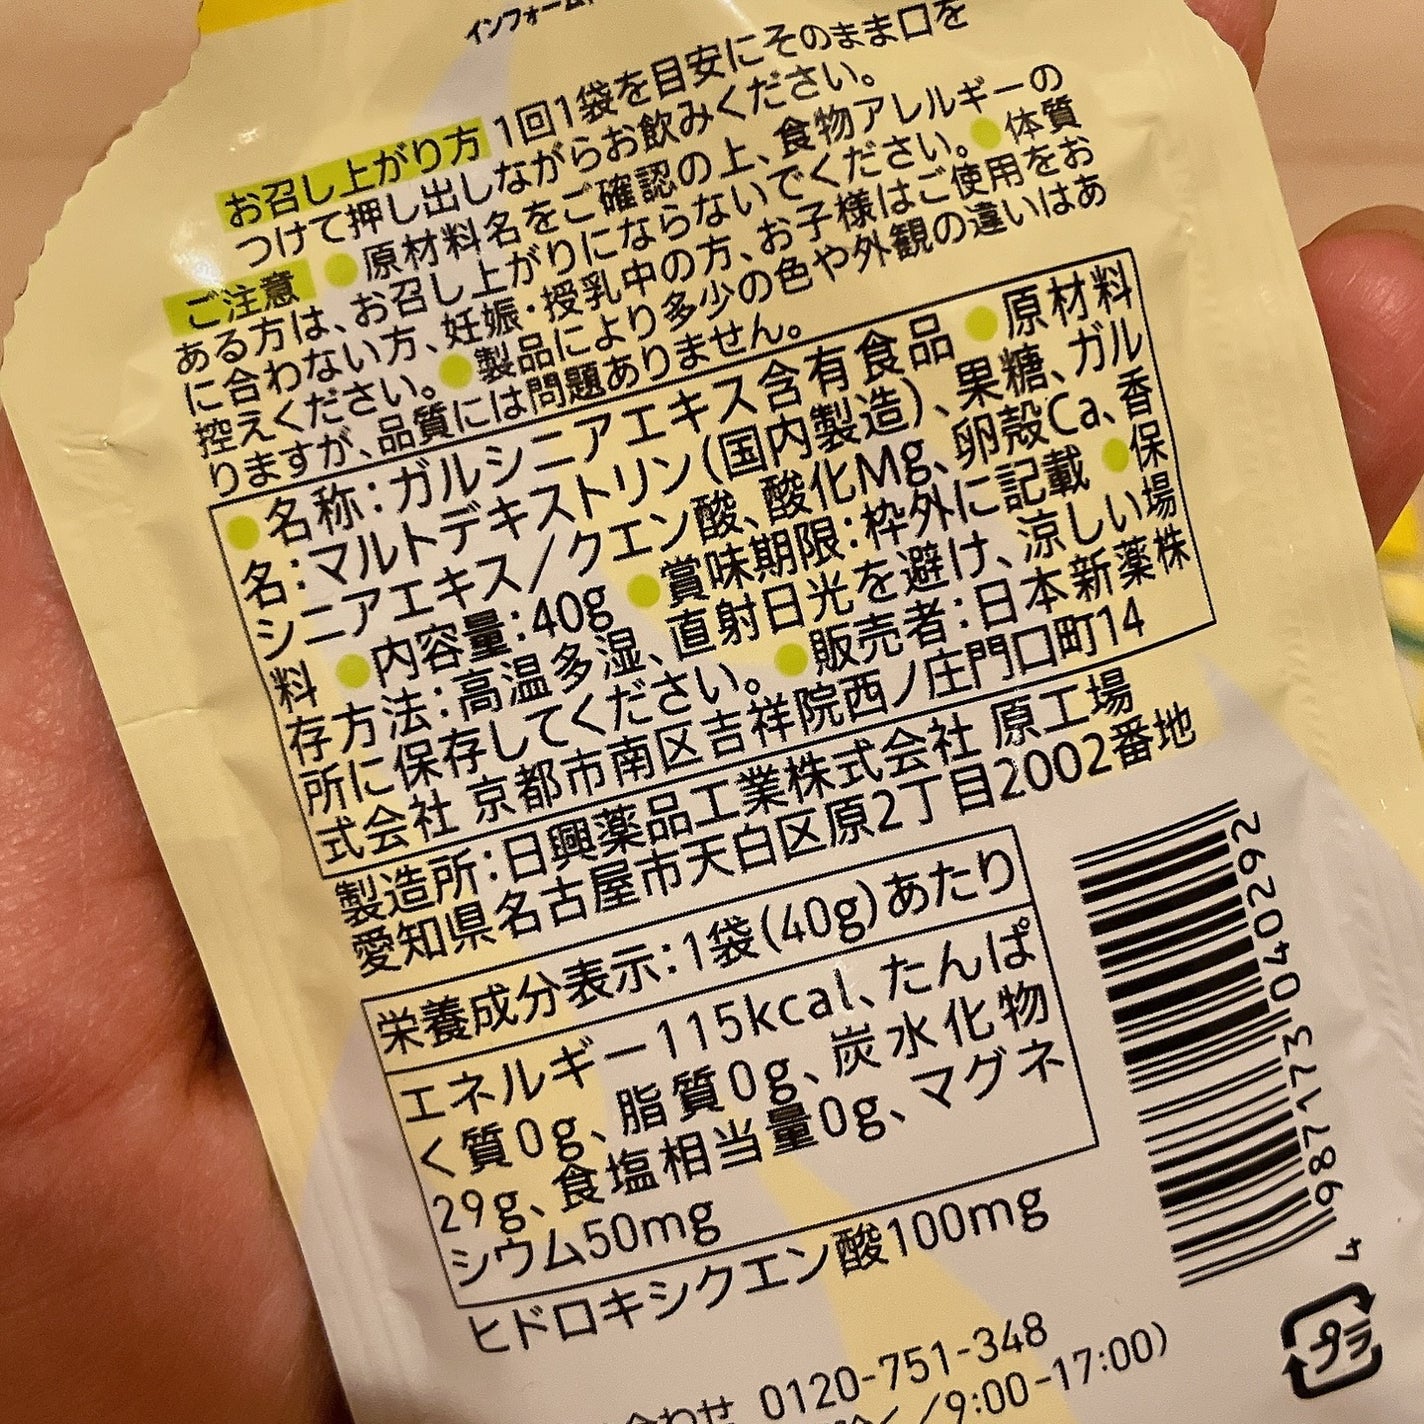 インフォーム
お召し上がり方 1回1袋を目安にそのまま口を
つけて押し出しながらお飲みください。
ご注意 ●原材料名をご確認の上、食物アレルギーの
ある方は、お召し上がりにならないでください。●体質
に合わない方、妊娠・授乳中の方、お子様はご使用をお
控えください。●製品により多少の色や外観の違いはあ
りますが、品質には問題ありません。
●名称:ガルシニアエキス含有食品 ●原材料
名:マルトデキストリン(国内製造)、果糖、ガル
シニアエキス/クエン酸、酸化Mg、卵殻Ca、香
料 ●内容量:40g ●賞味期限:枠外に記載 ●保
存方法:高温多湿、直射日光を避け、涼しい場
所に保存してください。 ●販売者:日本新薬株
式会社 京都市南区吉祥院西ノ庄門口町14
製造所:日興薬品工業株式会社 原工場
愛知県名古屋市天白区原2丁目2002番地
栄養成分表示:1袋(40g)あたり
エネルギー115kcal、たんぱ
く質0g、脂質0g、炭水化物
29g、食塩相当量0g、マグネ
シウム50mg
ヒドロキシクエン酸100mg
合わせ 0120-751-348
/9:00-17:00)
4 987173 040292
プラ